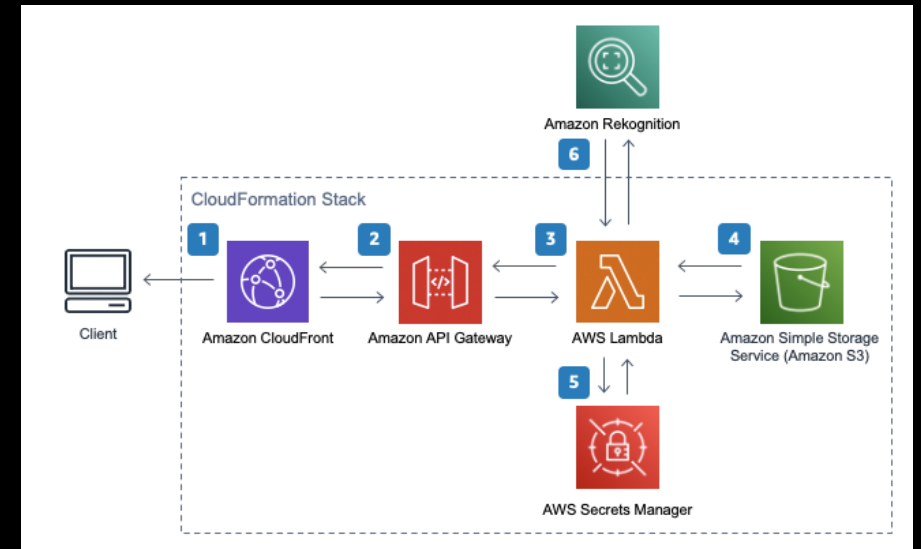 Amazon Rekognition
6
CloudFormation Stack
1
2
3
4
</>
Client
Amazon CloudFront
Amazon API Gateway
AWS Lambda
Amazon Simple Storage
Service (Amazon S3)
5
AWS Secrets Manager